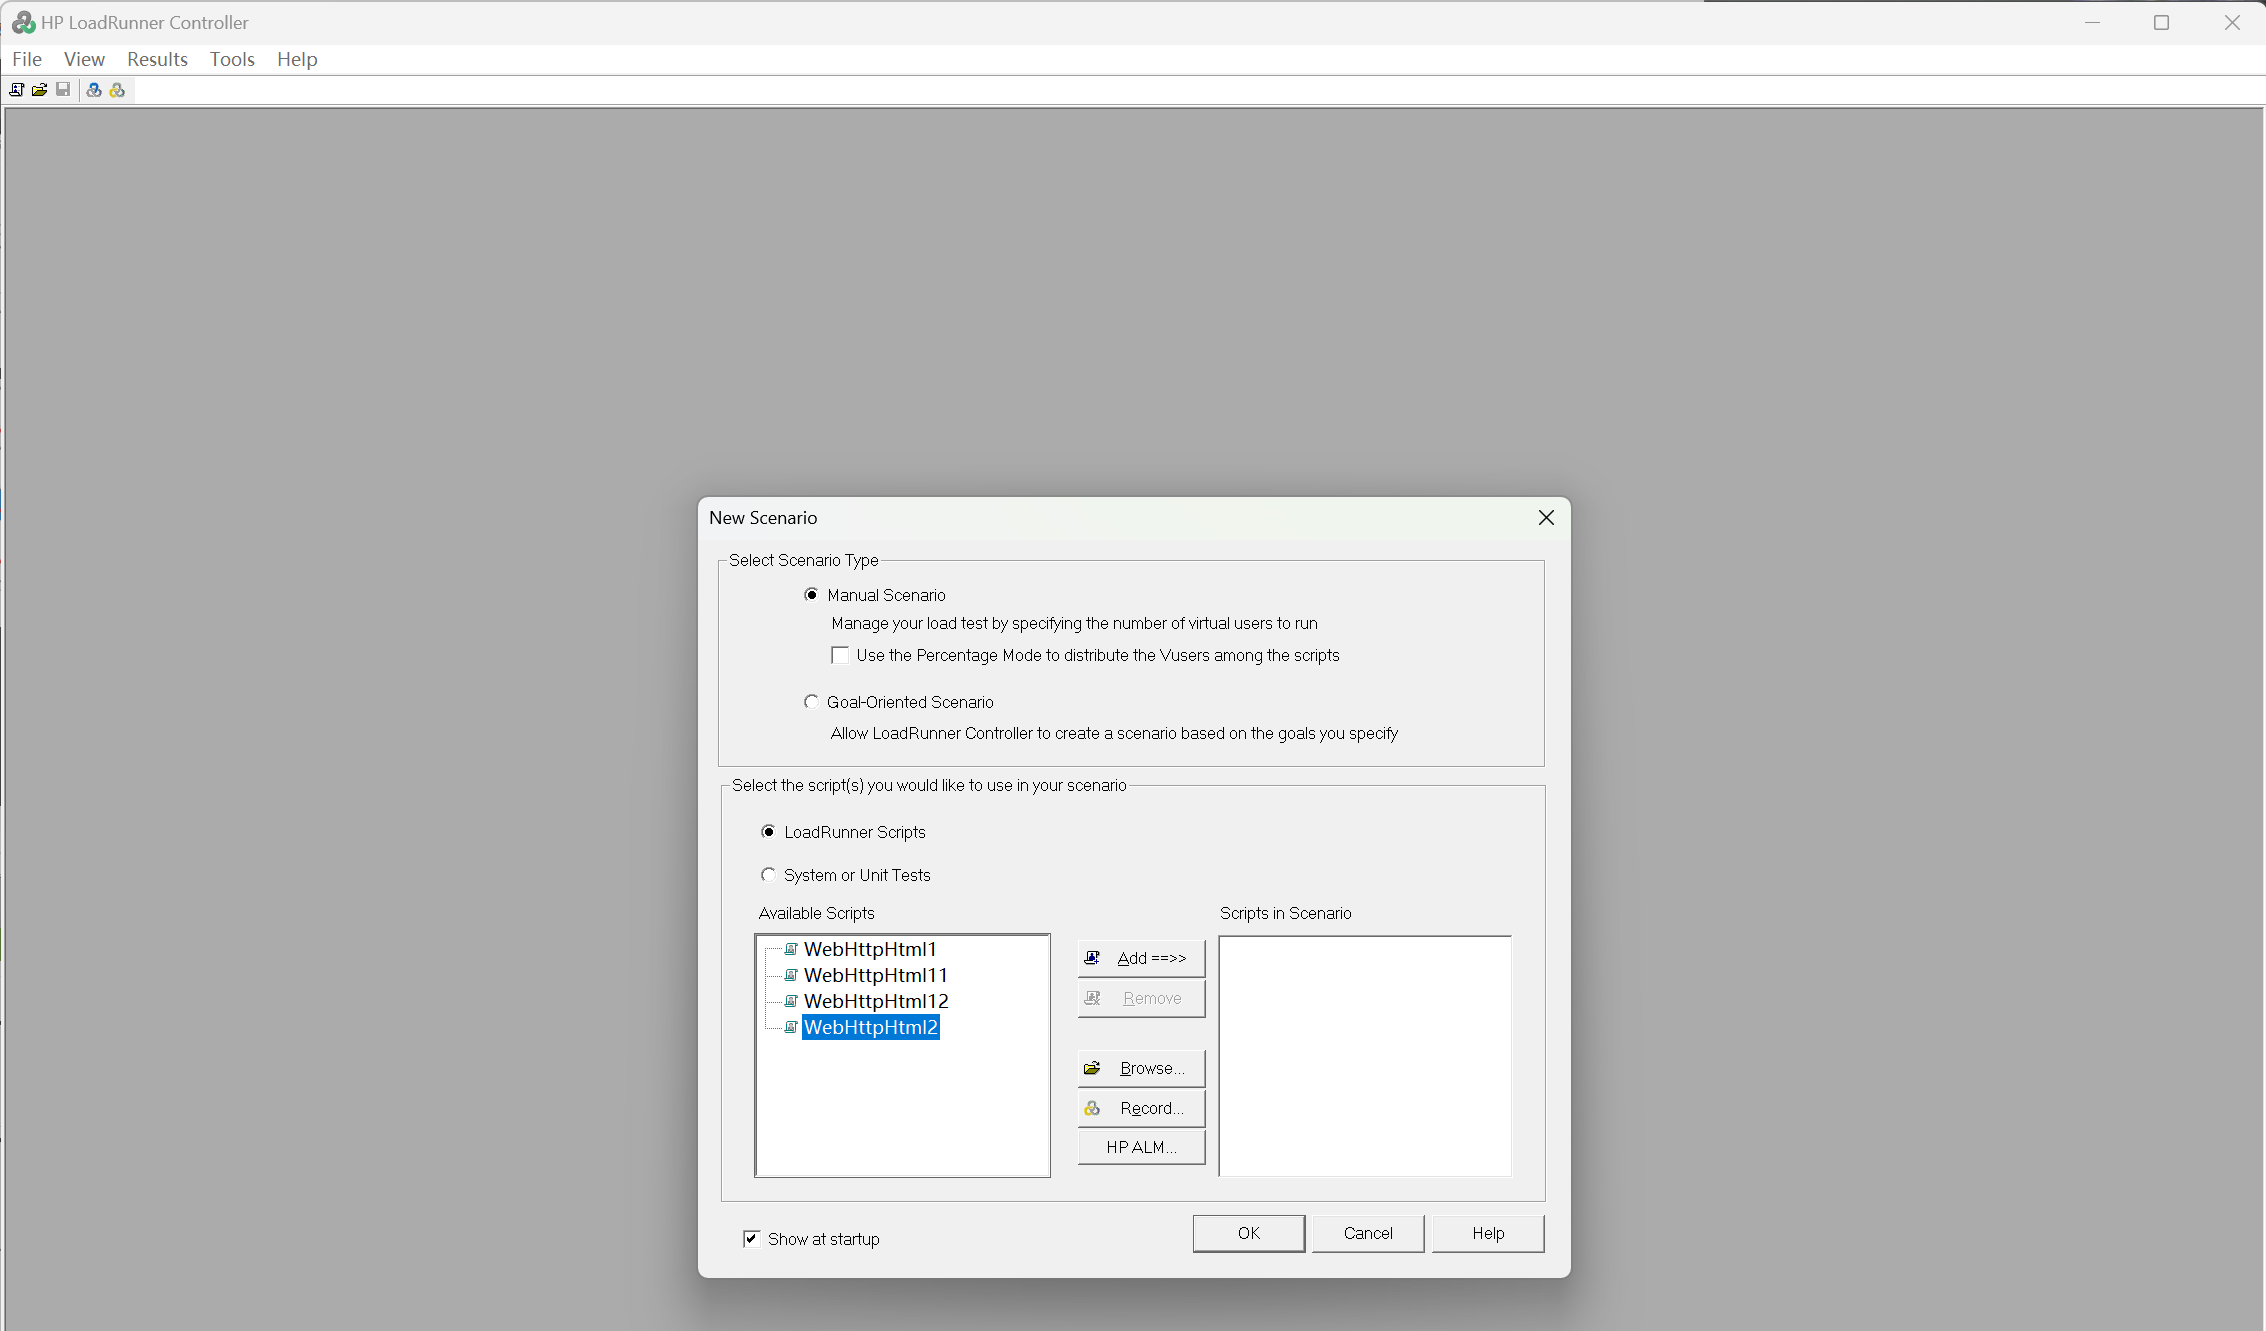 HP LoadRunner Controller
File View Results Tools Help
New Scenario
Select Scenario Type
Manual Scenario
Manage your load test by specifying the number of virtual users to run
Use the Percentage Mode to distribute the Vusers among the scripts
Goal-Oriented Scenario
Allow LoadRunner Controller to create a scenario based on the goals you specify
Select the script(s) you would like to use in your scenario
LoadRunner Scripts
System or Unit Tests
Available Scripts
Scripts in Scenario
WebHttpHtml1
WebHttpHtml11
WebHttpHtml12
WebHttpHtml2
Add ==>>
Remove
Browse...
Record...
HP ALM...
Show at startup
OK
Cancel
Help